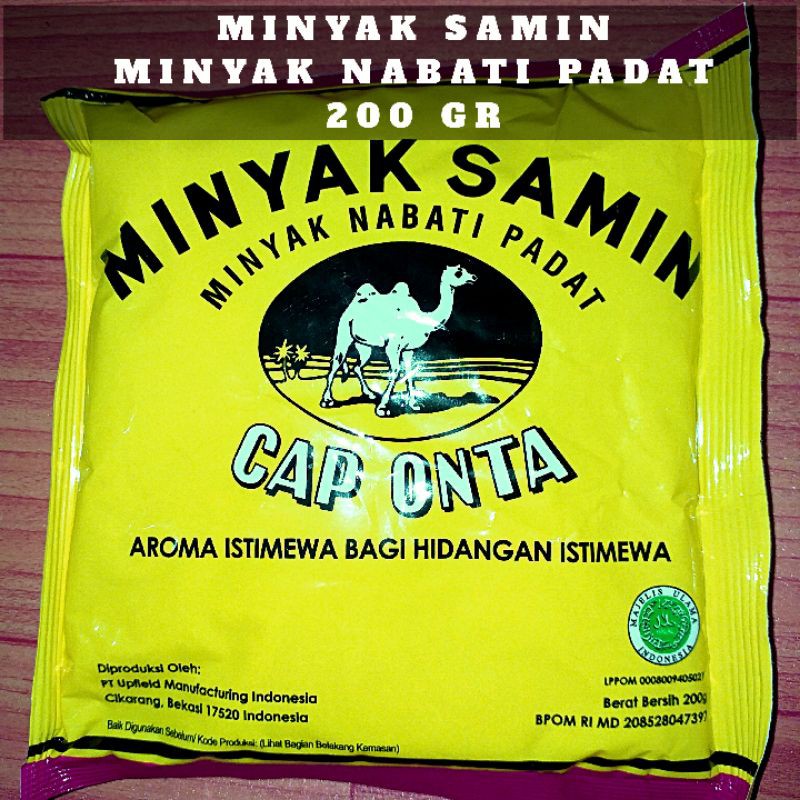 MINYAK SAMIN
MINYAK NABATI PADAT
200 GR
MINYAK SAMIN
MINYAK NABATI PADAT
CAP ONTA
AROMA ISTIMEWA BAGI HIDANGAN ISTIMEWA
MAJELIS ULAMA
INDONESIA
Diproduksi Oleh:
PT Upfield Manufacturing Indonesia
Cikarang, Bekasi 17520 Indonesia
Baik Digunakan Sebelum/ Kode Produksi: (Lihat Bagian Belakang Kemasan)
LPPOM 0008009405027
Berat Bersih 200g
BPOM RI MD 208528047397